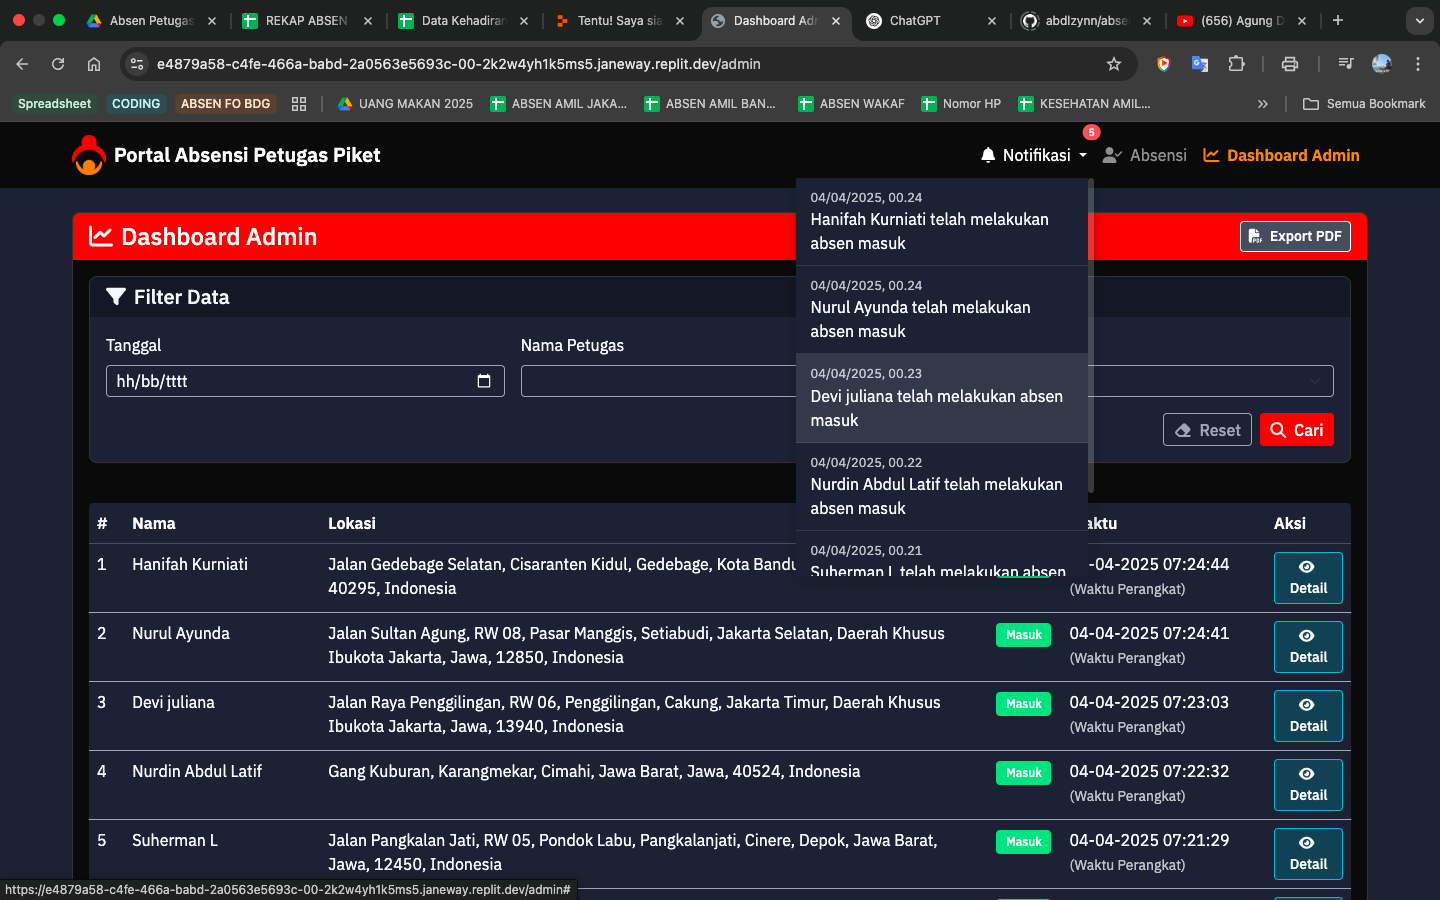 Absen Petugas
REKAP ABSEN
Data Kehadiran
Tentu! Saya sia
Dashboard Adm
ChatGPT
abdlzynn/abse
(656) Agung D
e4879a58-c4fe-466a-babd-2a0563e5693c-00-2k2w4yh1k5ms5.janeway.replit.dev/admin
Spreadsheet
CODING
ABSEN FO BDG
UANG MAKAN 2025
ABSEN AMIL JAKA...
ABSEN AMIL BAN...
ABSEN WAKAF
Nomor HP
KESEHATAN AMIL...
Semua Bookmark
Portal Absensi Petugas Piket
Notifikasi
5
Absensi
Dashboard Admin
04/04/2025, 00.24
Hanifah Kurniati telah melakukan
absen masuk
04/04/2025, 00.24
Nurul Ayunda telah melakukan
absen masuk
04/04/2025, 00.23
Devi juliana telah melakukan absen
masuk
04/04/2025, 00.22
Nurdin Abdul Latif telah melakukan
absen masuk
04/04/2025, 00.21
Suherman L telah melakukan absen
Dashboard Admin
Export PDF
Filter Data
Tanggal
Nama Petugas
hh/bb/tttt
Reset
Cari
#
Nama
Lokasi
aktu
Aksi
1
Hanifah Kurniati
Jalan Gedebage Selatan, Cisaranten Kidul, Gedebage, Kota Bandu
40295, Indonesia
-04-2025 07:24:44
(Waktu Perangkat)
Detail
2
Nurul Ayunda
Jalan Sultan Agung, RW 08, Pasar Manggis, Setiabudi, Jakarta Selatan, Daerah Khusus
Ibukota Jakarta, Jawa, 12850, Indonesia
Masuk
04-04-2025 07:24:41
(Waktu Perangkat)
Detail
3
Devi juliana
Jalan Raya Penggilingan, RW 06, Penggilingan, Cakung, Jakarta Timur, Daerah Khusus
Ibukota Jakarta, Jawa, 13940, Indonesia
Masuk
04-04-2025 07:23:03
(Waktu Perangkat)
Detail
4
Nurdin Abdul Latif
Gang Kuburan, Karangmekar, Cimahi, Jawa Barat, Jawa, 40524, Indonesia
Masuk
04-04-2025 07:22:32
(Waktu Perangkat)
Detail
5
Suherman L
Jalan Pangkalan Jati, RW 05, Pondok Labu, Pangkalanjati, Cinere, Depok, Jawa Barat,
Jawa, 12450, Indonesia
Masuk
04-04-2025 07:21:29
(Waktu Perangkat)
Detail
https://e4879a58-c4fe-466a-babd-2a0563e5693c-00-2k2w4yh1k5ms5.janeway.replit.dev/admin#